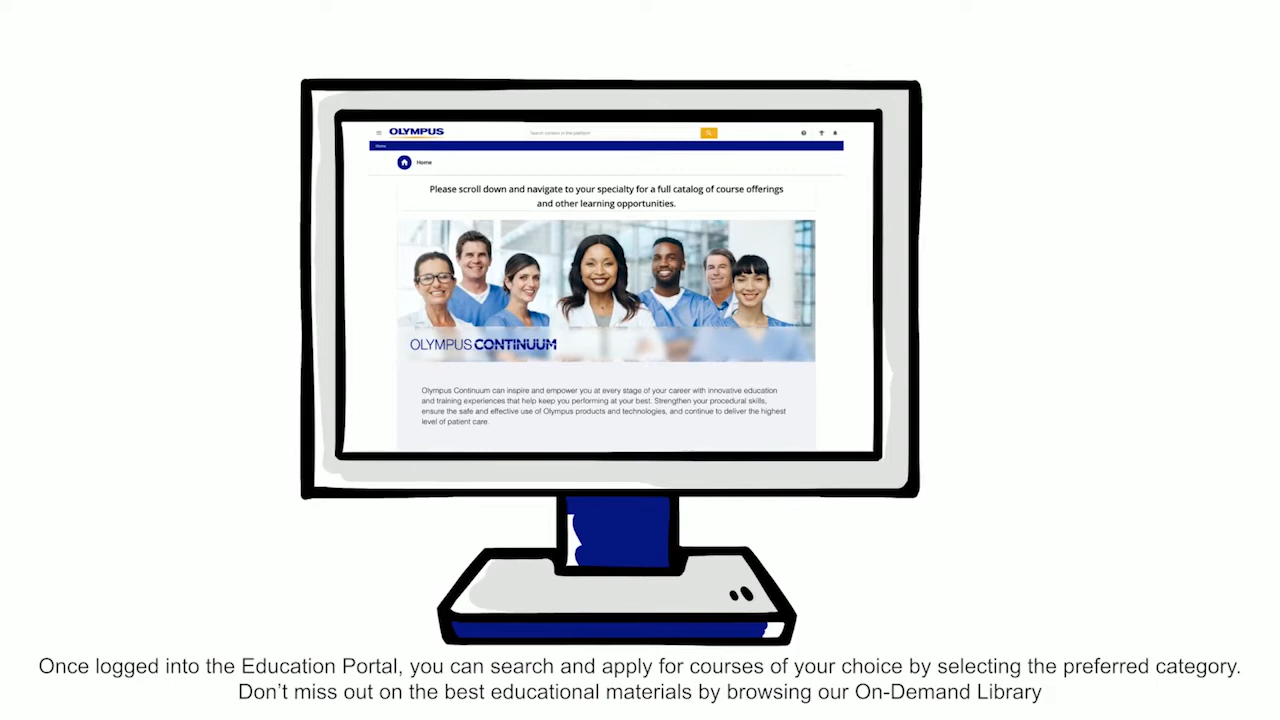 OLYMPUS
Search content in the platform
Home
Home
Please scroll down and navigate to your specialty for a full catalog of course offerings
and other learning opportunities.
OLYMPUS CONTINUUM
Olympus Continuum can inspire and empower you at every stage of your career with innovative education
and training experiences that help keep you performing at your best. Strengthen your procedural skills,
ensure the safe and effective use of Olympus products and technologies, and continue to deliver the highest
level of patient care.
Once logged into the Education Portal, you can search and apply for courses of your choice by selecting the preferred category.
Don’t miss out on the best educational materials by browsing our On-Demand Library